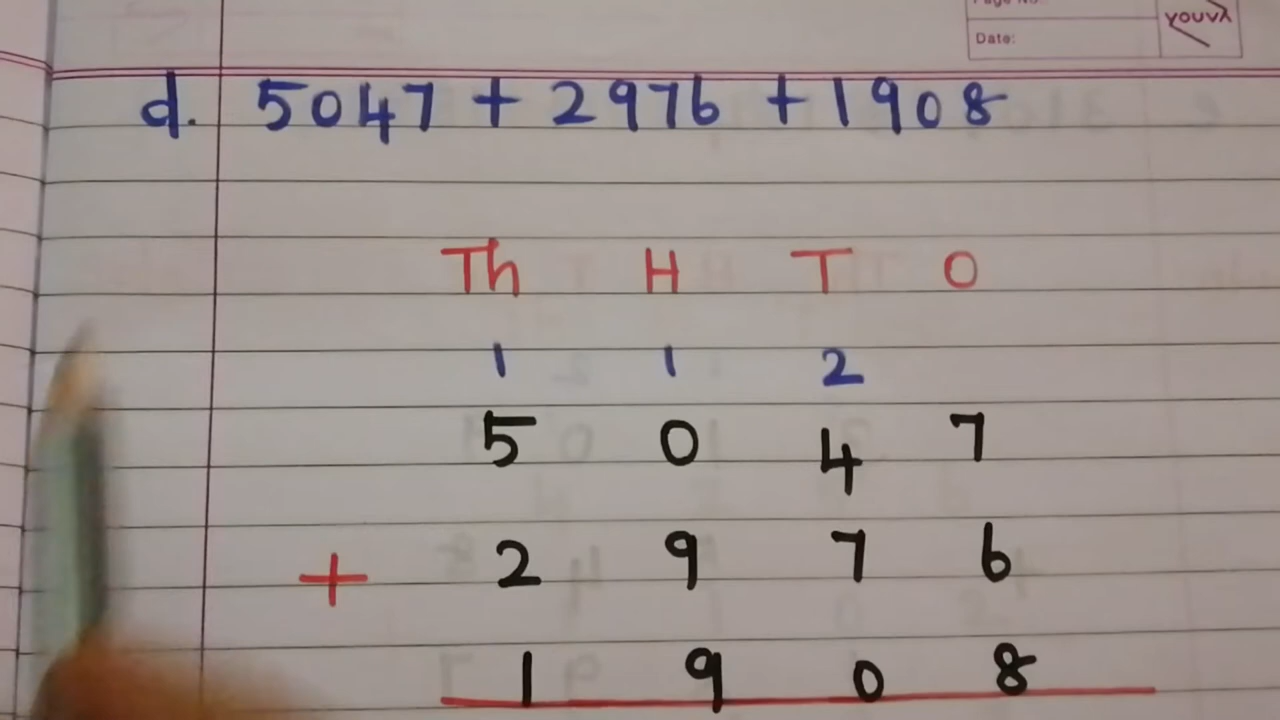 Date:
youva
d. 5047 + 2976 + 1908
Th H T O
1 1 2
5 0 4 7
+ 2 9 7 6
1 9 0 8